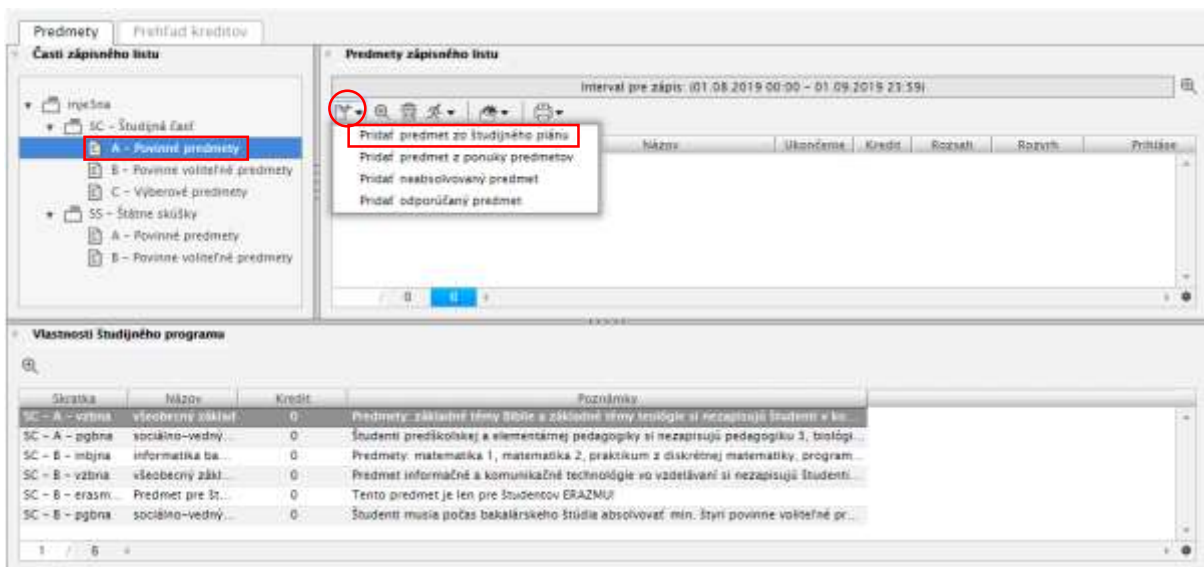 Predmety Prehľad kreditov
Časti zápisného listu
SC - Študijná časť
A - Povinné predmety
B - Povinne voliteľné predmety
C - Výberové predmety
SS - Štátne skúšky
A - Povinné predmety
B - Povinne voliteľné predmety
Predmety zápisného listu
Interval pre zápis: (01.08.2019 00:00 - 01.09.2019 23:59)
Pridať predmet zo študijného plánu
Pridať predmet z ponuky predmetov
Pridať neabsolvovaný predmet
Pridať odporúčaný predmet
Názov Ukončenie Kredit Rozsah Rozvrh Prihláse
/ 0 0
Vlastnosti študijného programu
Skratka Názov Kredit Poznámky
SC - A - vzbna všeobecný základ 0 Predmety: základné témy Biblie a základné témy teológie si nezapisujú študenti v ko...
SC - A - pgbna sociálno-vedný... 0 Študenti predškolskej a elementárnej pedagogiky si nezapisujú pedagogiku 3, biológi...
SC - B - inbjna informatika ba... 0 Predmety: matematika 1, matematika 2, praktikum z diskrétnej matematiky, program...
SC - B - vzbna všeobecný zákl... 0 Predmet informačné a komunikačné technológie vo vzdelávaní si nezapisujú študenti...
SC - B - erasm... Predmet pre št... 0 Tento predmet je len pre študentov ERAZMU!
SC - B - pgbna sociálno-vedný... 0 Študenti musia počas bakalárskeho štúdia absolvovať min. štyri povinne voliteľné pr...
1 / 6